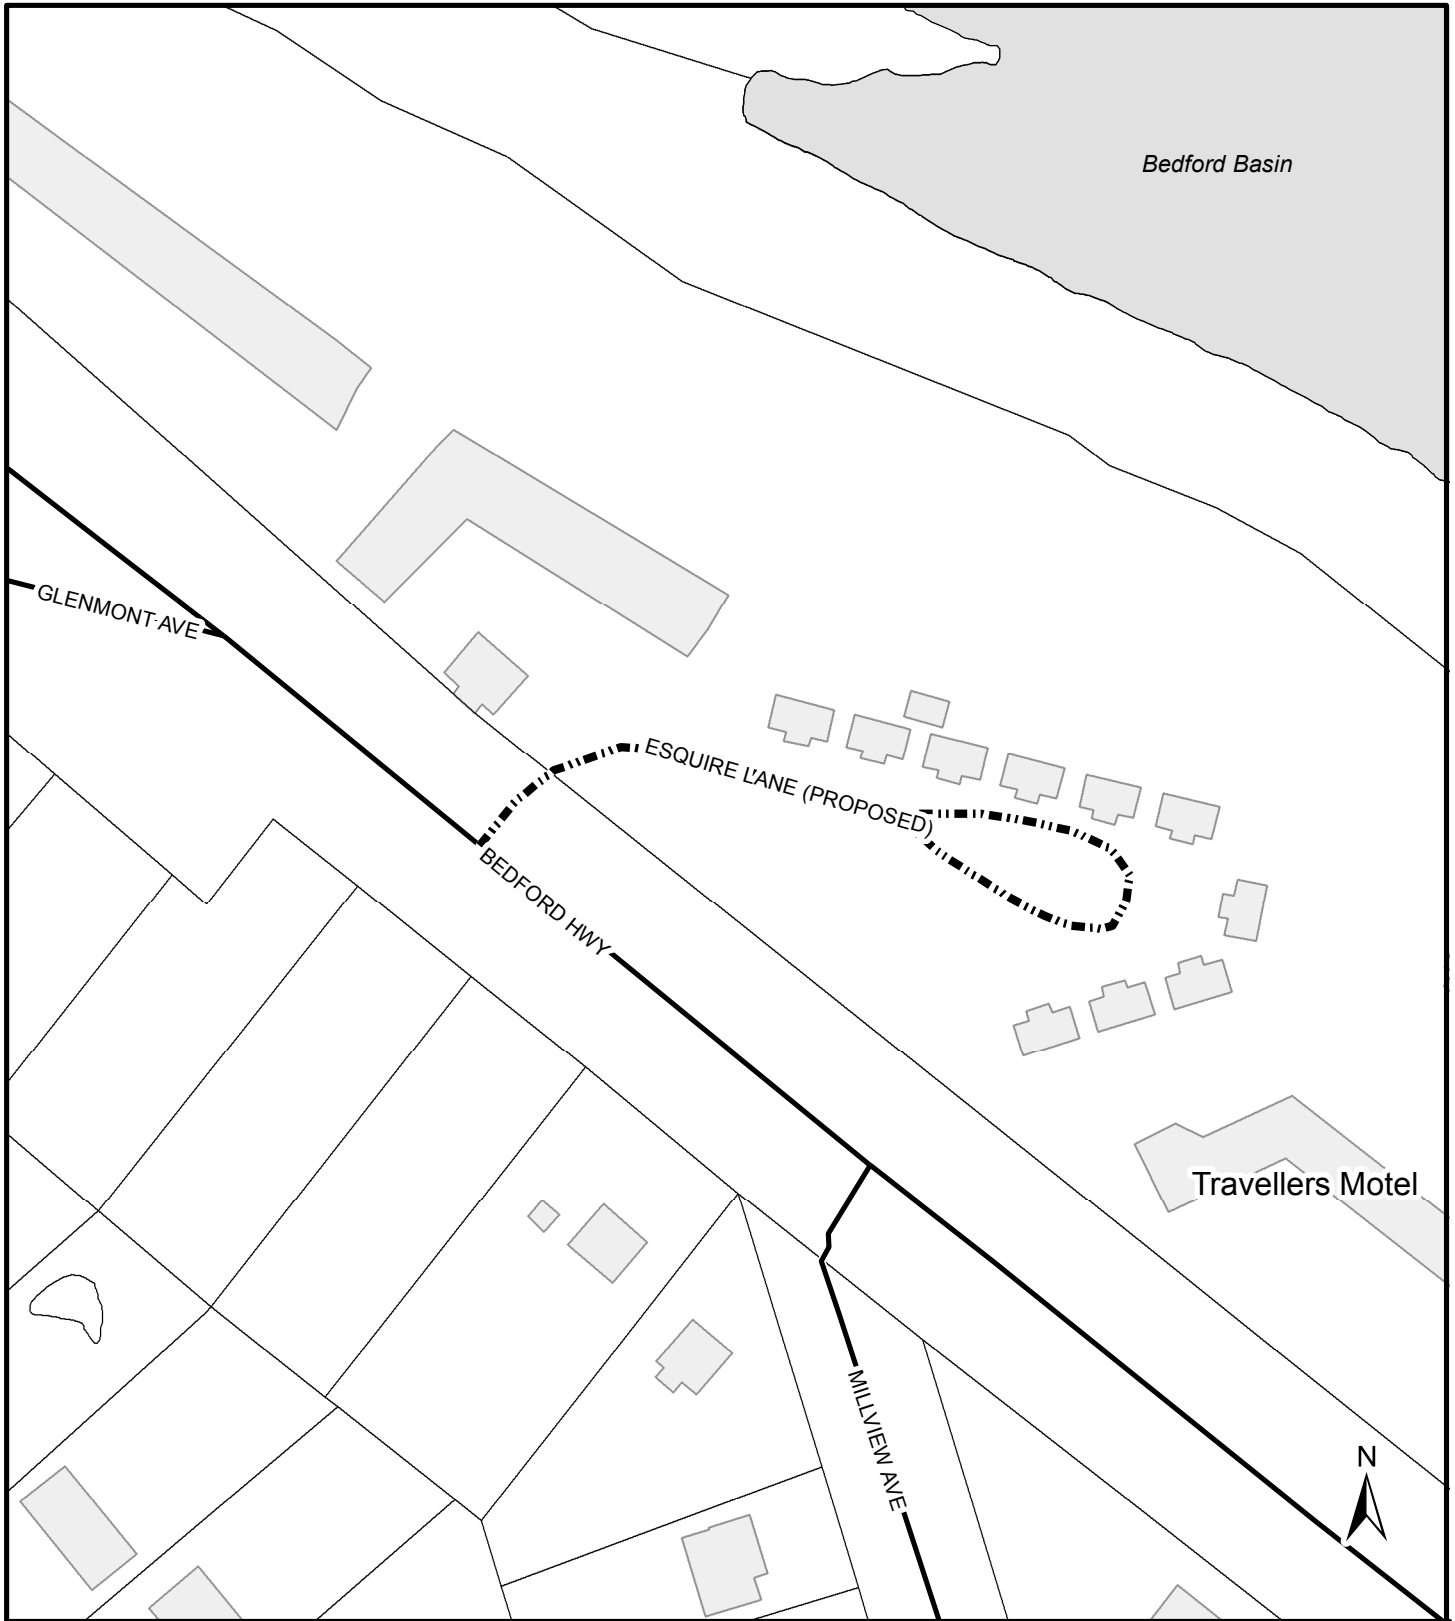 Bedford Basin
GLENMONT AVE
ESQUIRE LANE (PROPOSED)
BEDFORD HWY
Travellers Motel
MILLVIEW AVE
N